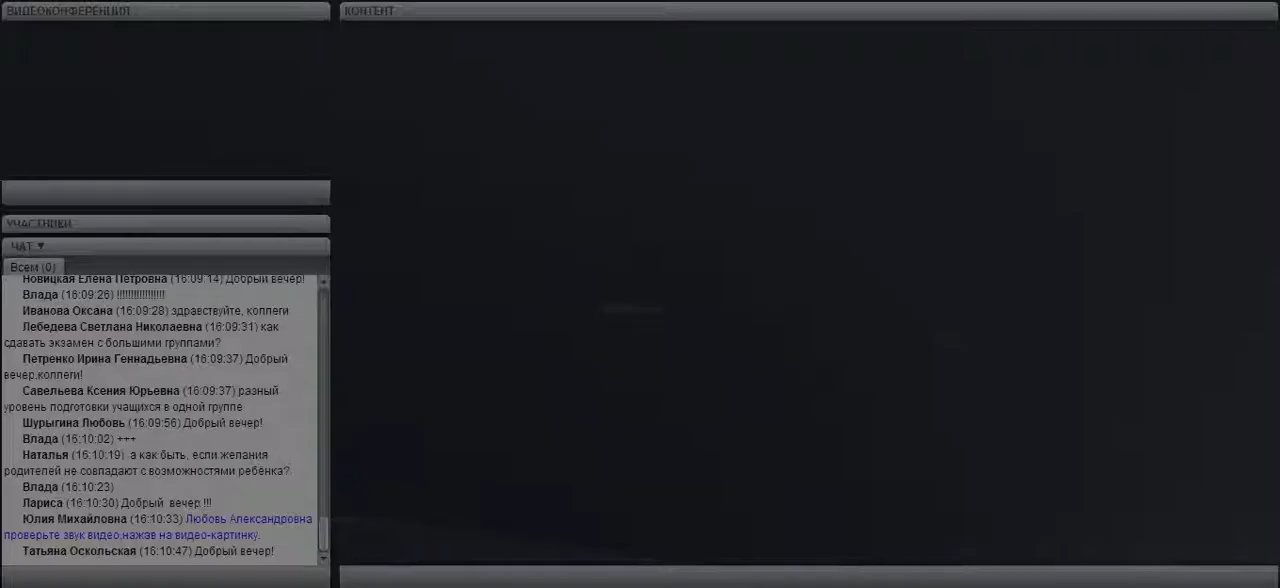 ВИДЕОКОНФЕРЕНЦИЯ
КОНТЕНТ
УЧАСТНИКИ
ЧАТ ▼
Всем (0)
Новицкая Елена Петровна (16:09:14) Добрый вечер!
Влада (16:09:26) !!!!!!!!!!!!!!!!!
Иванова Оксана (16:09:28) здравствуйте, коллеги
Лебедева Светлана Николаевна (16:09:31) как
сдавать экзамен с большими группами?
Петренко Ирина Геннадьевна (16:09:37) Добрый
вечер,коллеги!
Савельева Ксения Юрьевна (16:09:37) разный
уровень подготовки учащихся в одной группе
Шурыгина Любовь (16:09:56) Добрый вечер!
Влада (16:10:02) +++
Наталья (16:10:19) а как быть, если желания
родителей не совпадают с возможностями ребёнка?
Влада (16:10:23)
Лариса (16:10:30) Добрый вечер !!!
Юлия Михайловна (16:10:33) Любовь Александровна
проверьте звук видео,нажав на видео-картинку.
Татьяна Оскольская (16:10:47) Добрый вечер!